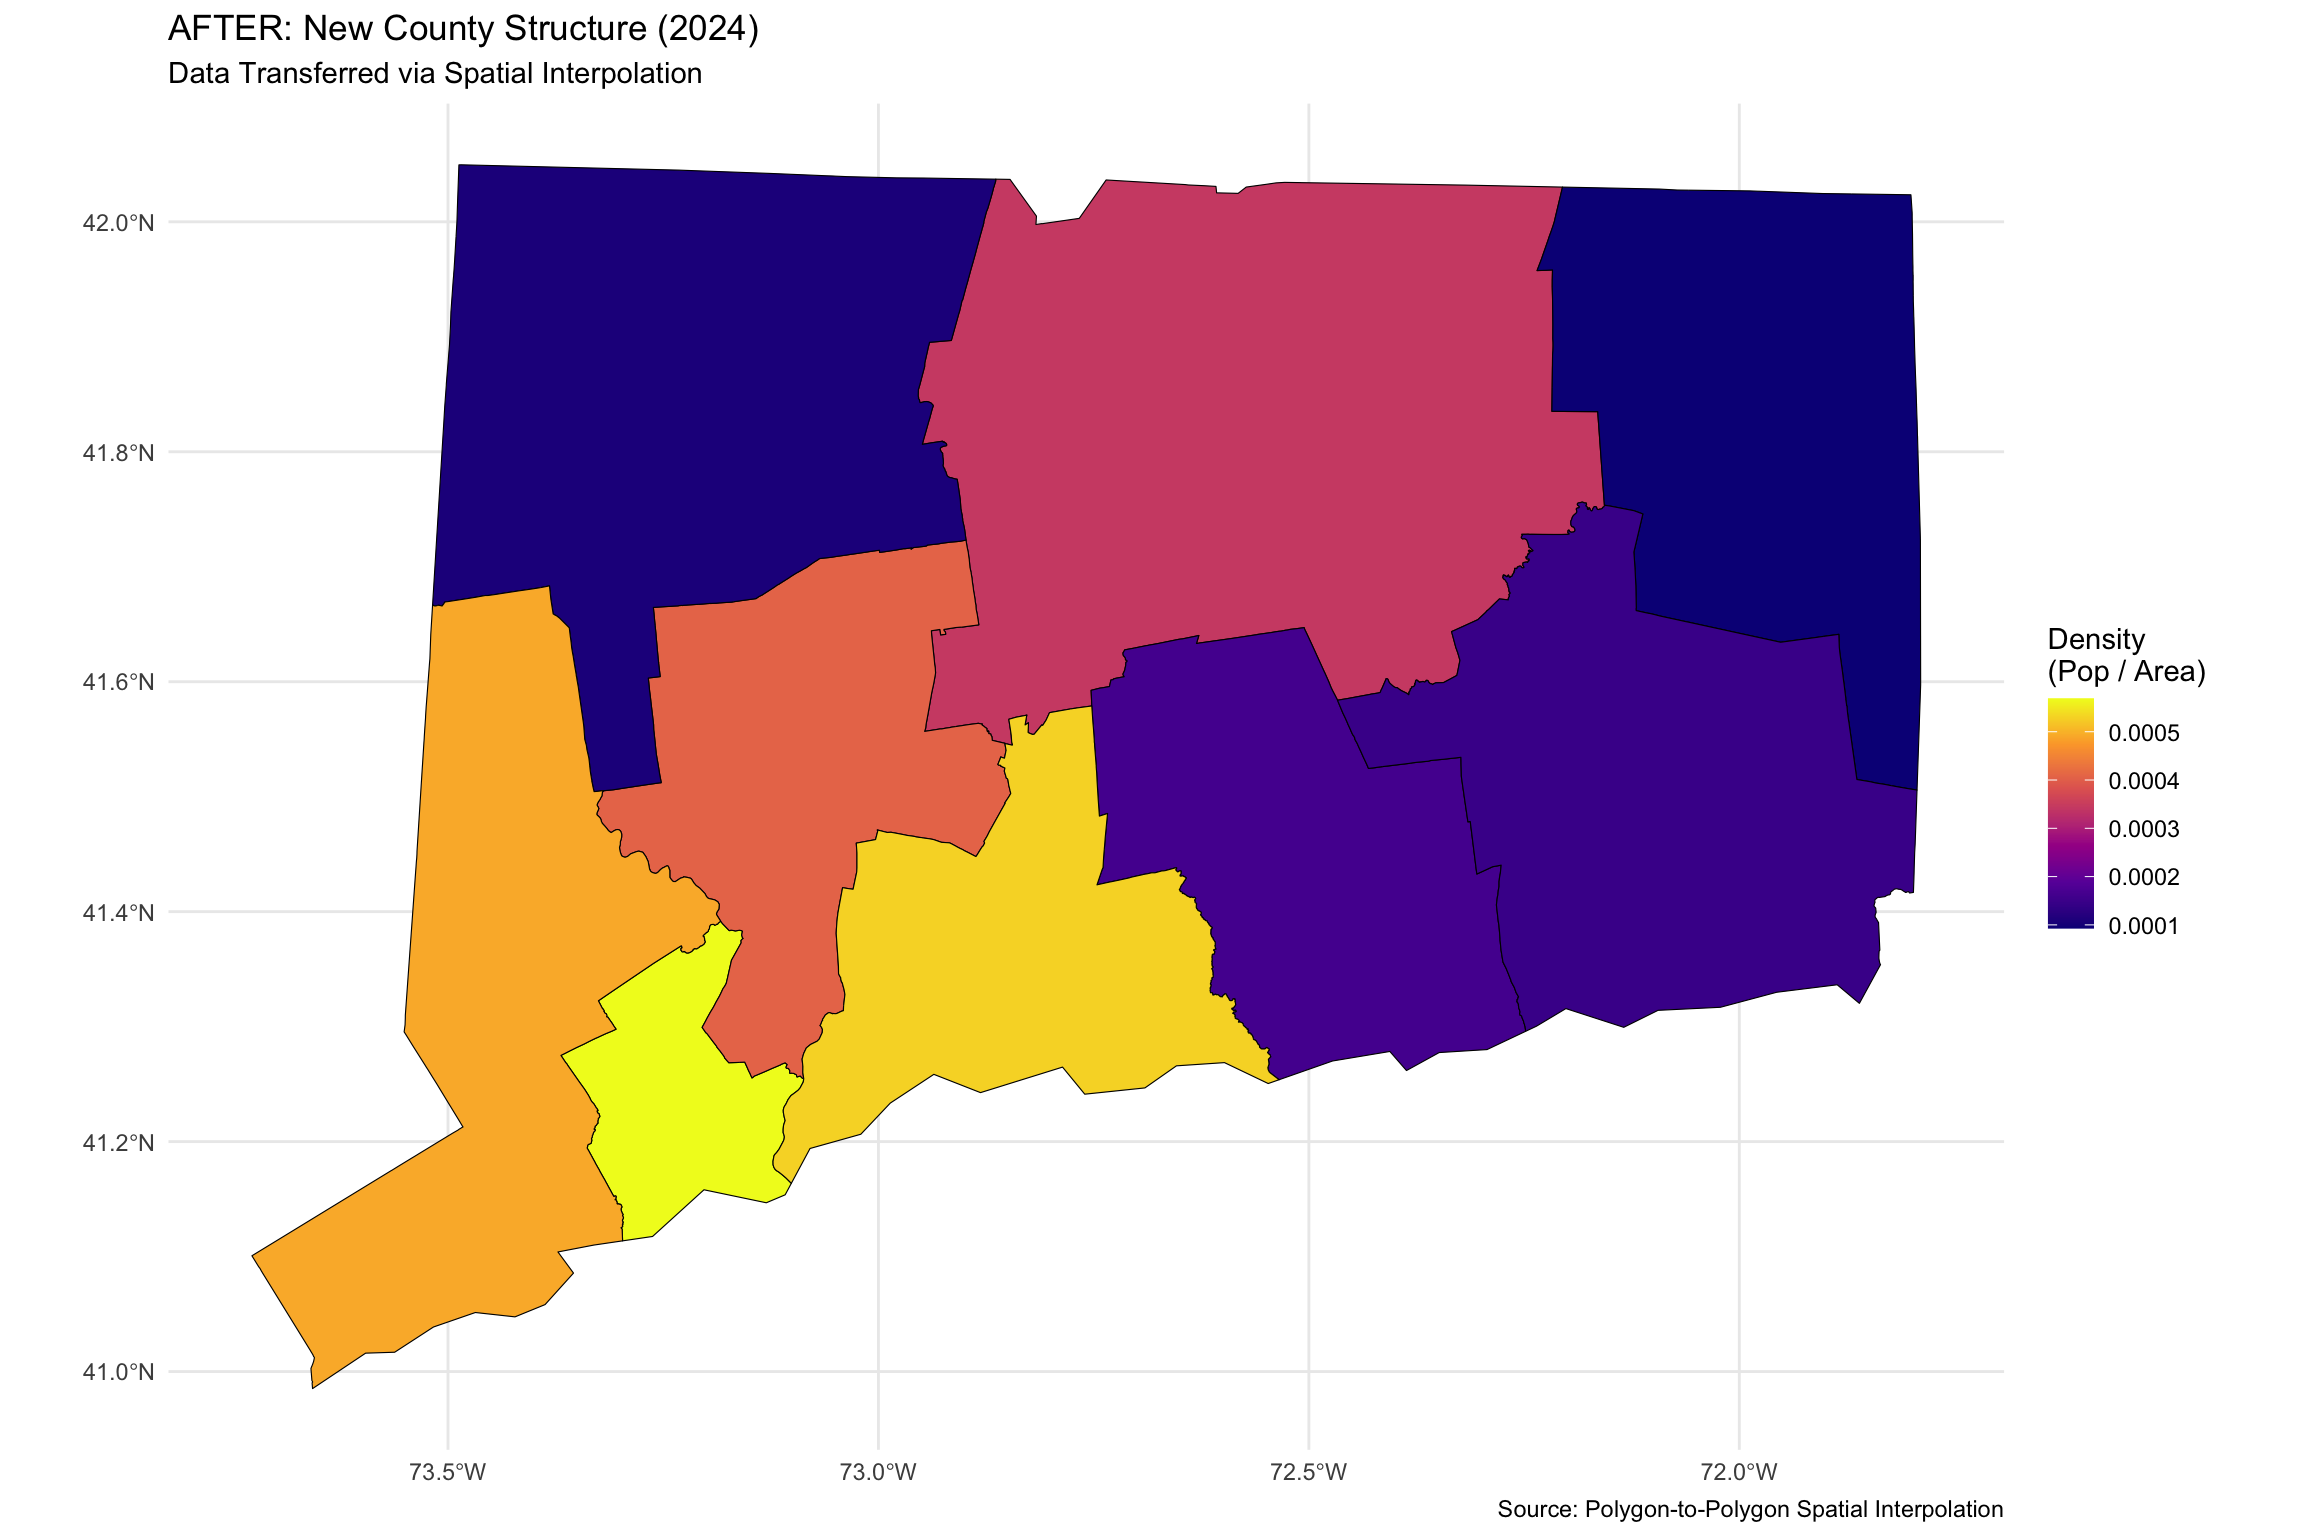 AFTER: New County Structure (2024)
Data Transferred via Spatial Interpolation
42.0°N
41.8°N
41.6°N
41.4°N
41.2°N
41.0°N
73.5°W
73.0°W
72.5°W
72.0°W
Density
(Pop / Area)
0.0005
0.0004
0.0003
0.0002
0.0001
Source: Polygon-to-Polygon Spatial Interpolation